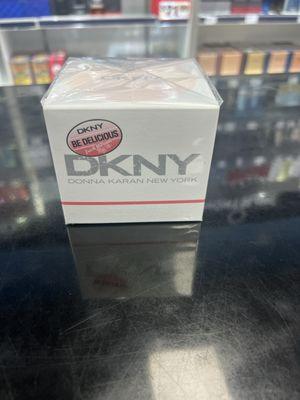 DKNY
BE DELICIOUS
DKNY
DONNA KARAN NEW YORK